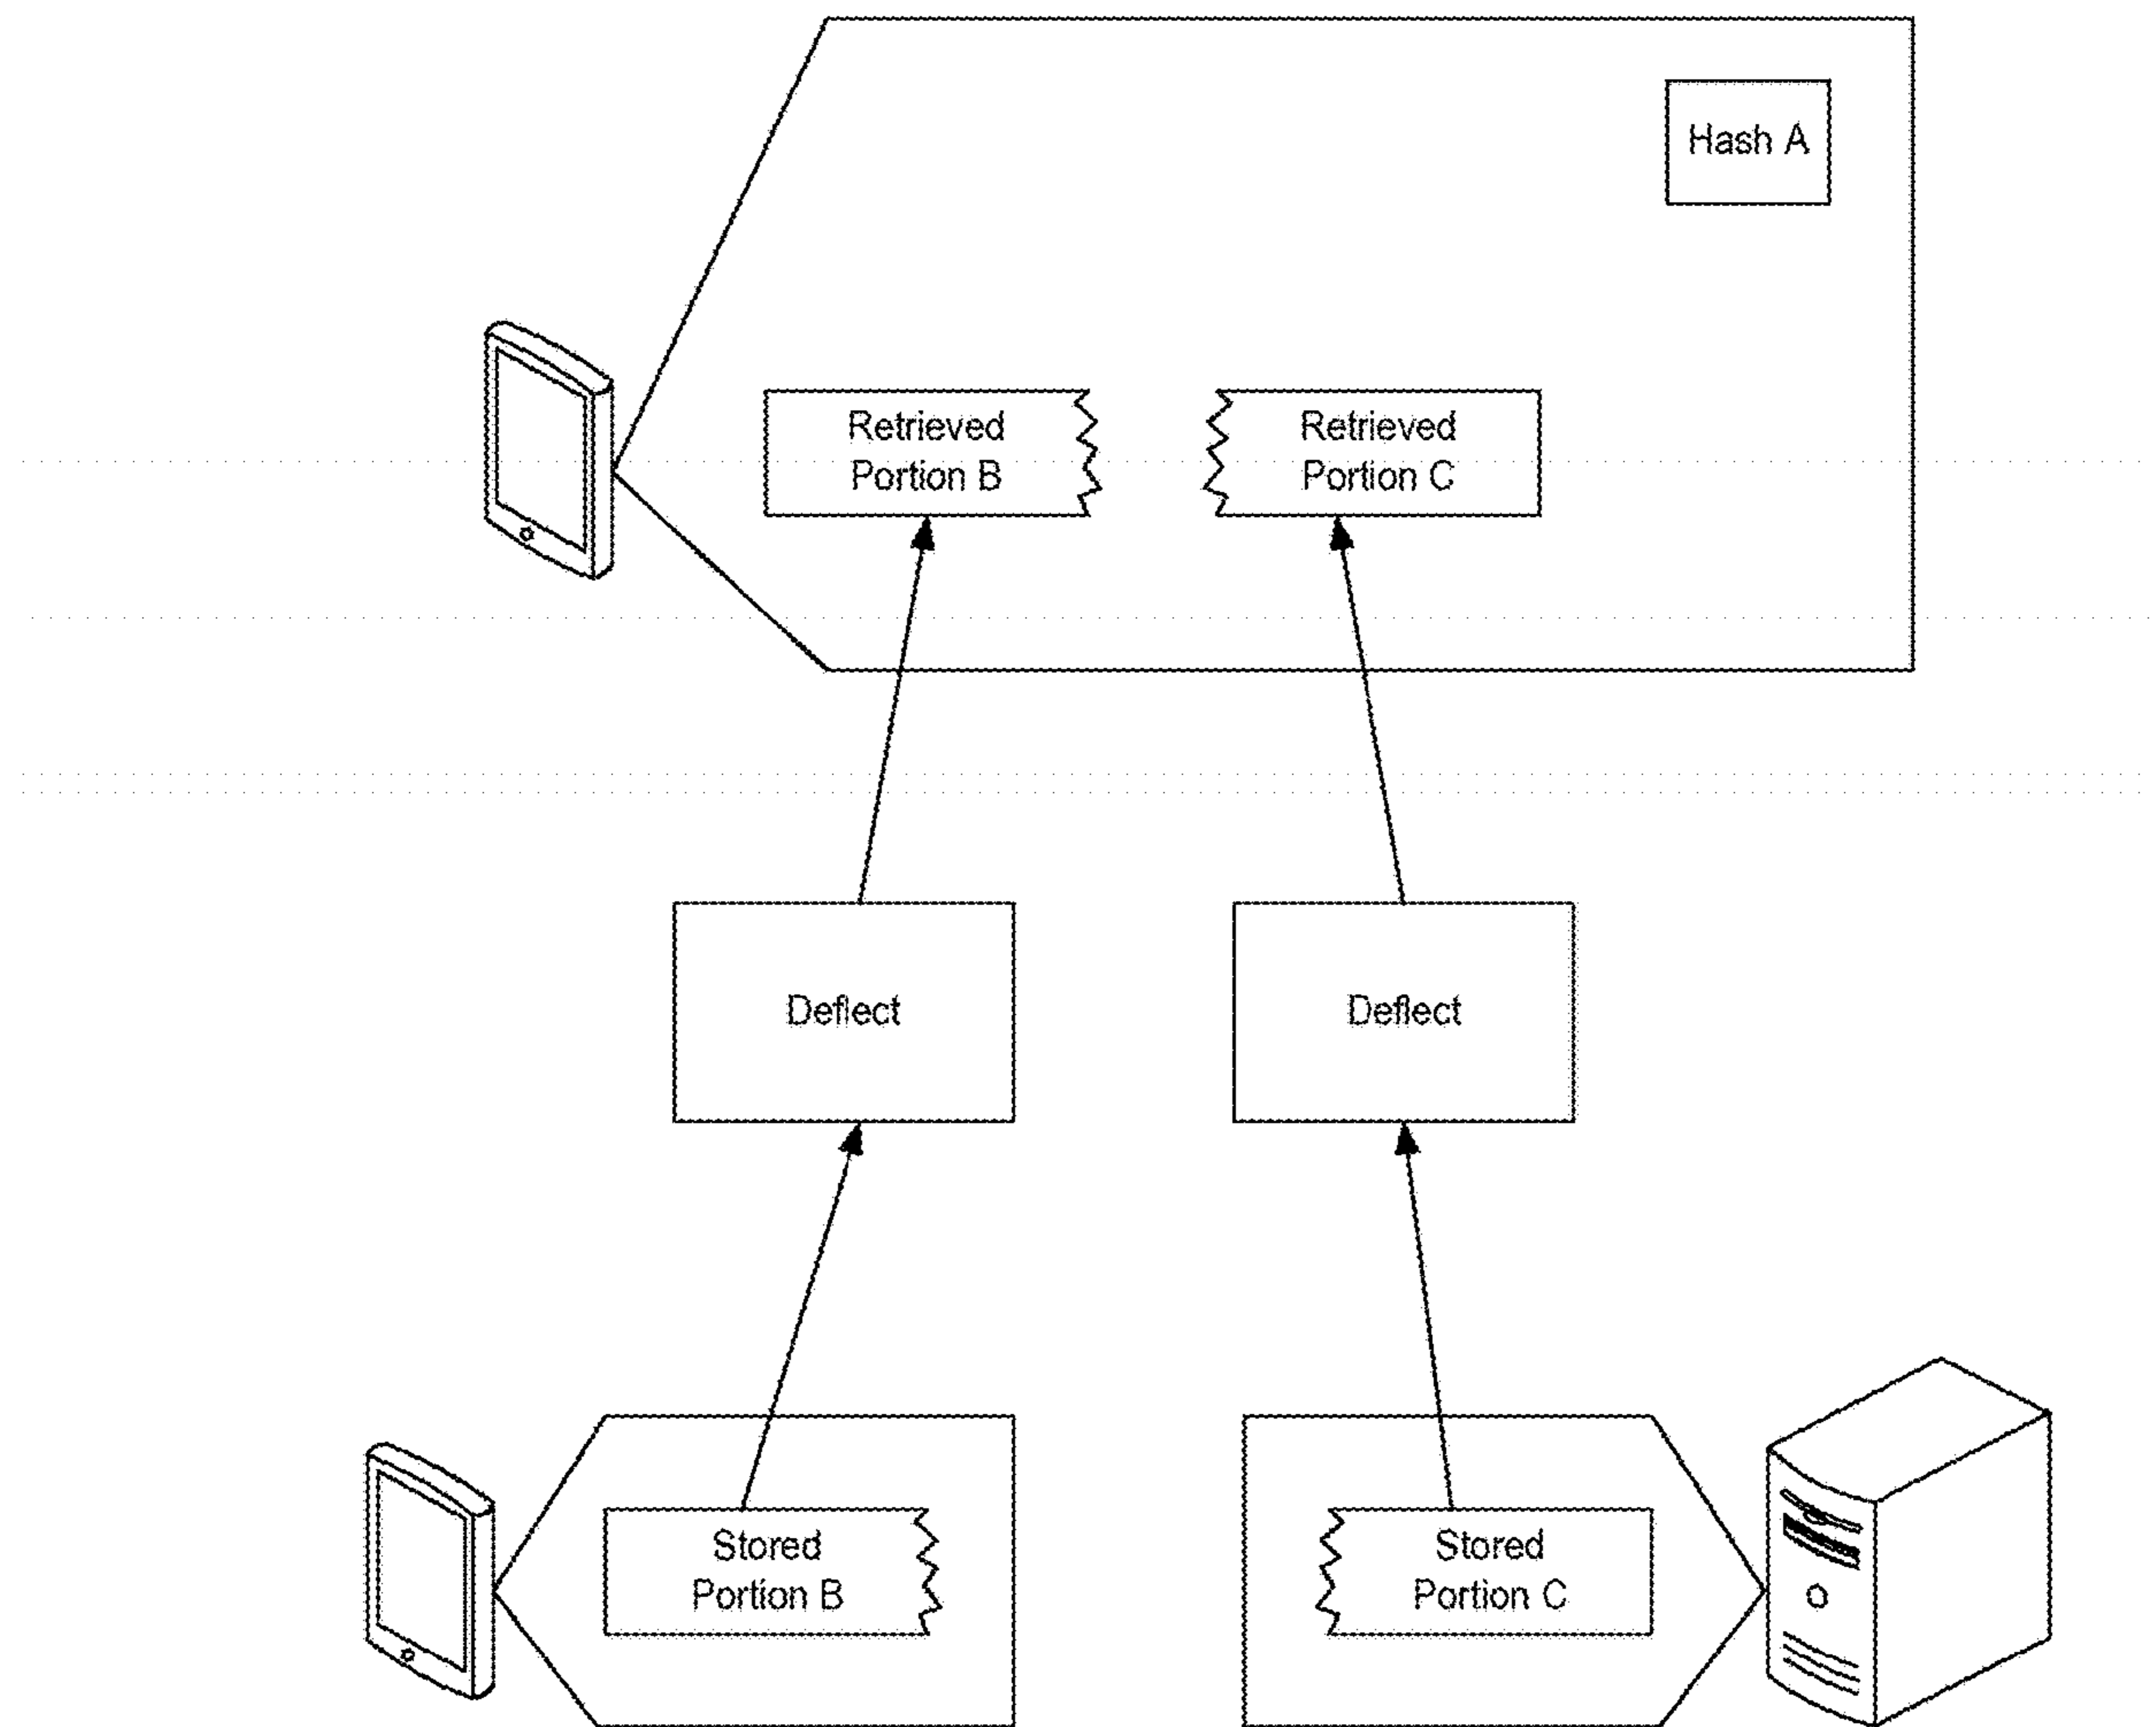 Hash A
Retrieved
Portion B
Retrieved
Portion C
Deflect
Deflect
Stored
Portion B
Stored
Portion C